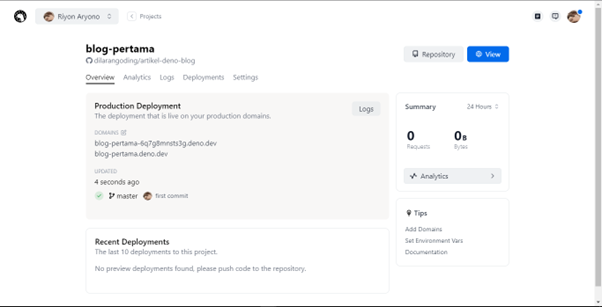 Riyon Aryono
Projects
blog-pertama
dilarangoding/artikel-deno-blog
Repository
View
Overview
Analytics
Logs
Deployments
Settings
Production Deployment
The deployment that is live on your production domains.
Logs
DOMAINS
blog-pertama-6q7g8mnsts3g.deno.dev
blog-pertama.deno.dev
UPDATED
4 seconds ago
master
first commit
Recent Deployments
The last 10 deployments to this project.
No preview deployments found, please push code to the repository.
Summary
24 Hours
0
Requests
0B
Bytes
Analytics
Tips
Add Domains
Set Environment Vars
Documentation